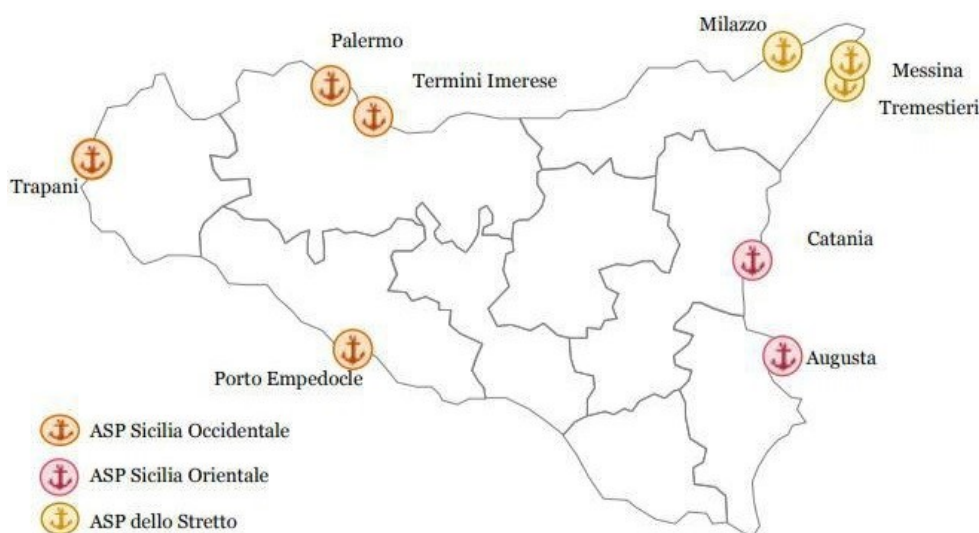 Milazzo
Palermo
Messina
Termini Imerese
Tremestieri
Trapani
Catania
Augusta
Porto Empedocle
ASP Sicilia Occidentale
ASP Sicilia Orientale
ASP dello Stretto